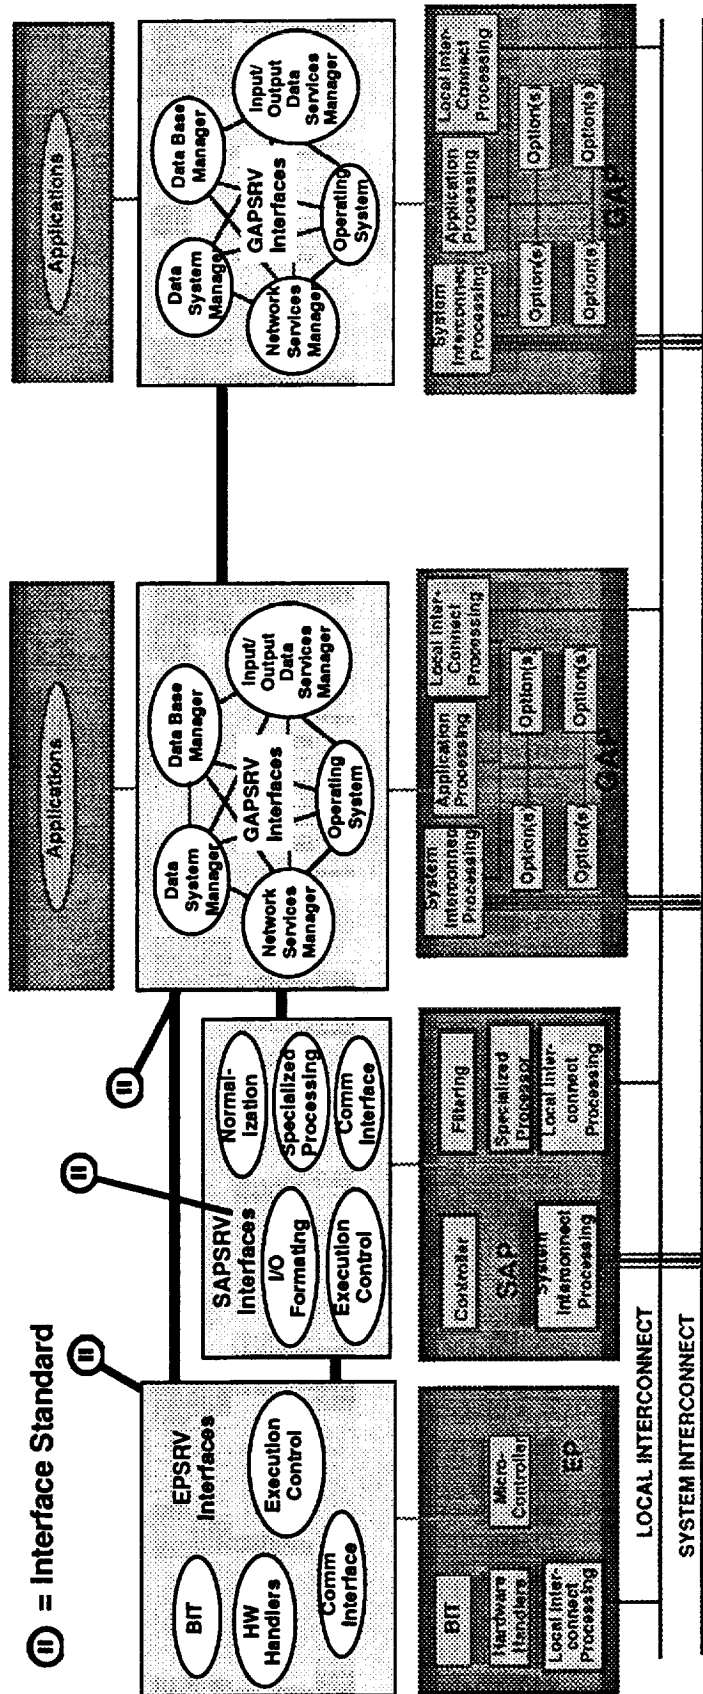 ⑪ = Interface Standard
⑪
⑪
⑪
EPSRV
Interfaces
BIT
HW
Handlers
Execution
Control
Comm
Interface
SAPSRV
Interfaces
Normal-
ization
I/O
Formating
Specialized
Processing
Execution
Control
Comm
Interface
Applications
Data
System
Manager
Data Base
Manager
GAPSRV
Interfaces
Input/
Output
Data
Services
Manager
Network
Services
Manager
Operating
System
Applications
Data
System
Manager
Data Base
Manager
GAPSRV
Interfaces
Input/
Output
Data
Services
Manager
Network
Services
Manager
Operating
System
BIT
Hardware
Handlers
Micro-
Controller
Local Inter-
connect
Processing
EP
Controller
Filtering
SAP
Specialized
Processor
System
Interconnect
Processing
Local Inter-
connect
Processing
System
Interconnect
Processing
Application
Processing
Local Inter-
Connect
Processing
Option(s)
Option(s)
Option(s)
Option(s)
GAP
System
Interconnect
Processing
Application
Processing
Local Inter-
Connect
Processing
Option(s)
Option(s)
Option(s)
Option(s)
GAP
LOCAL INTERCONNECT
SYSTEM INTERCONNECT